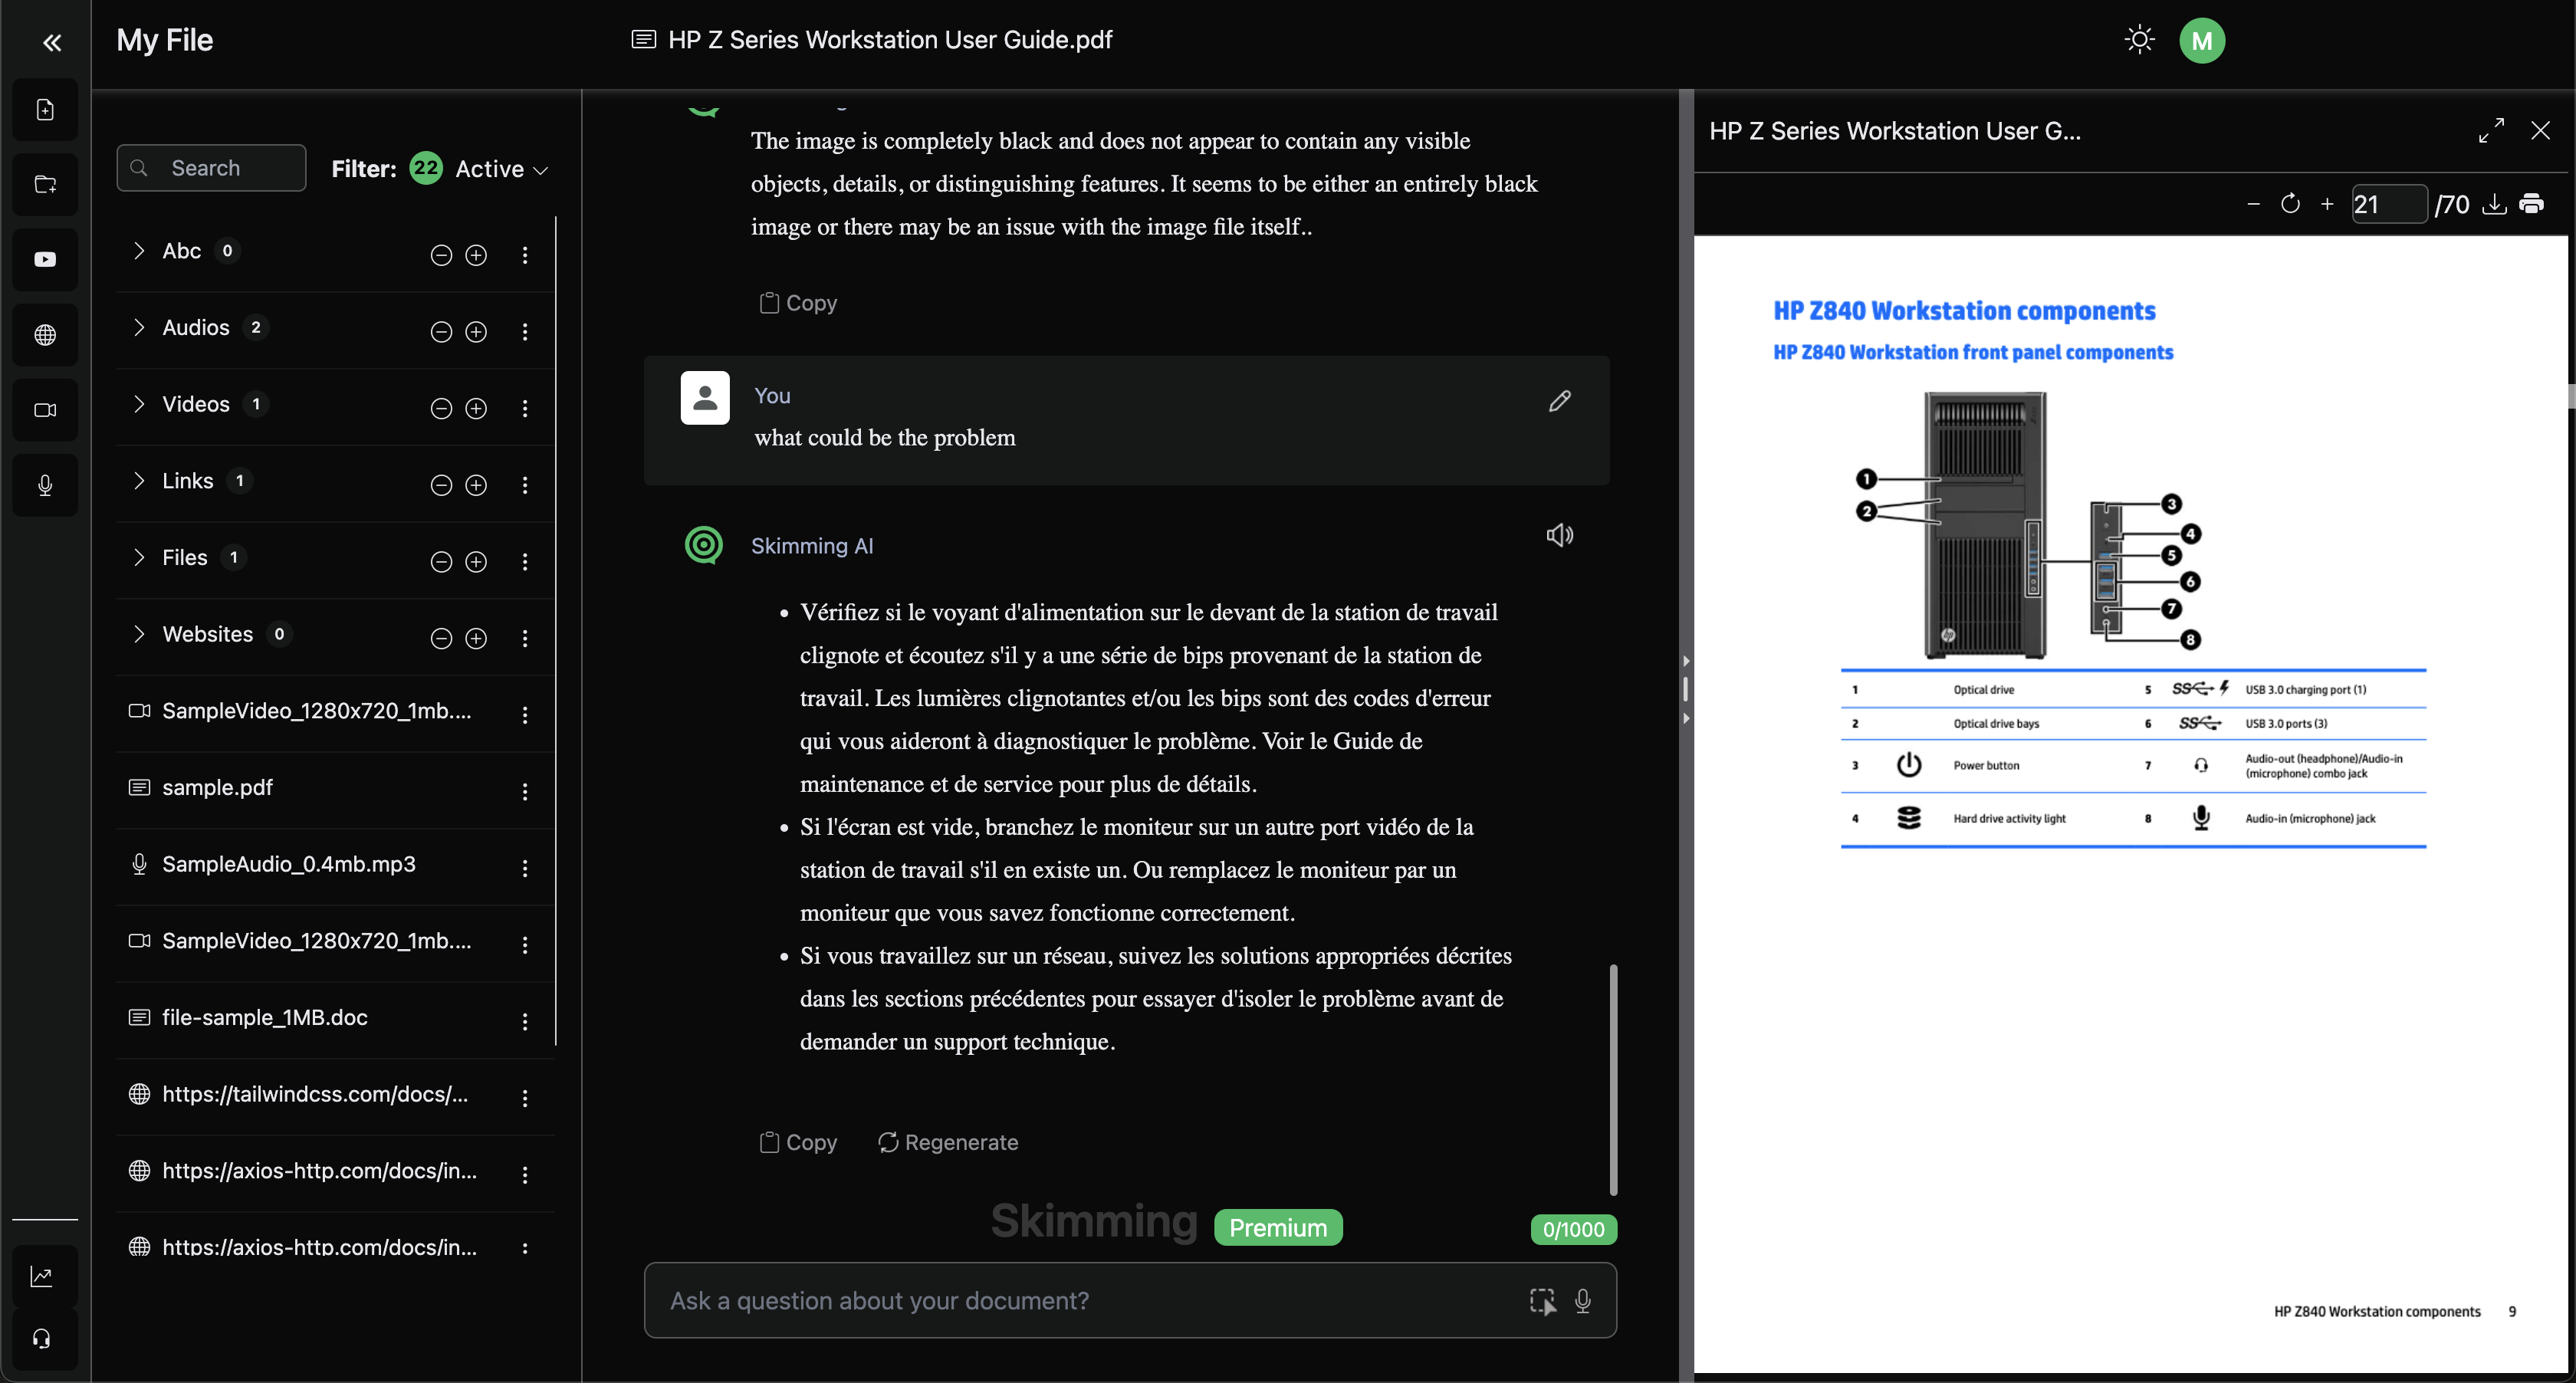 My File
HP Z Series Workstation User Guide.pdf
M
Search
Filter: 22 Active
Abc 0
Audios 2
Videos 1
Links 1
Files 1
Websites 0
SampleVideo_1280x720_1mb....
sample.pdf
SampleAudio_0.4mb.mp3
SampleVideo_1280x720_1mb....
file-sample_1MB.doc
https://tailwindcss.com/docs/...
https://axios-http.com/docs/in...
https://axios-http.com/docs/in...
The image is completely black and does not appear to contain any visible
objects, details, or distinguishing features. It seems to be either an entirely black
image or there may be an issue with the image file itself..
Copy
You
what could be the problem
Skimming AI
• Vérifiez si le voyant d'alimentation sur le devant de la station de travail
clignote et écoutez s'il y a une série de bips provenant de la station de
travail. Les lumières clignotantes et/ou les bips sont des codes d'erreur
qui vous aideront à diagnostiquer le problème. Voir le Guide de
maintenance et de service pour plus de détails.
• Si l'écran est vide, branchez le moniteur sur un autre port vidéo de la
station de travail s'il en existe un. Ou remplacez le moniteur par un
moniteur que vous savez fonctionne correctement.
• Si vous travaillez sur un réseau, suivez les solutions appropriées décrites
dans les sections précédentes pour essayer d'isoler le problème avant de
demander un support technique.
Copy Regenerate
Skimming Premium
0/1000
Ask a question about your document?
HP Z Series Workstation User G...
21 /70
HP Z840 Workstation components
HP Z840 Workstation front panel components
1
2
3
4
5
6
7
8
1 Optical drive 5 USB 3.0 charging port (1)
2 Optical drive bays 6 USB 3.0 ports (3)
3 Power button 7 Audio-out (headphone)/Audio-in
(microphone) combo jack
4 Hard drive activity light 8 Audio-in (microphone) jack
HP Z840 Workstation components 9